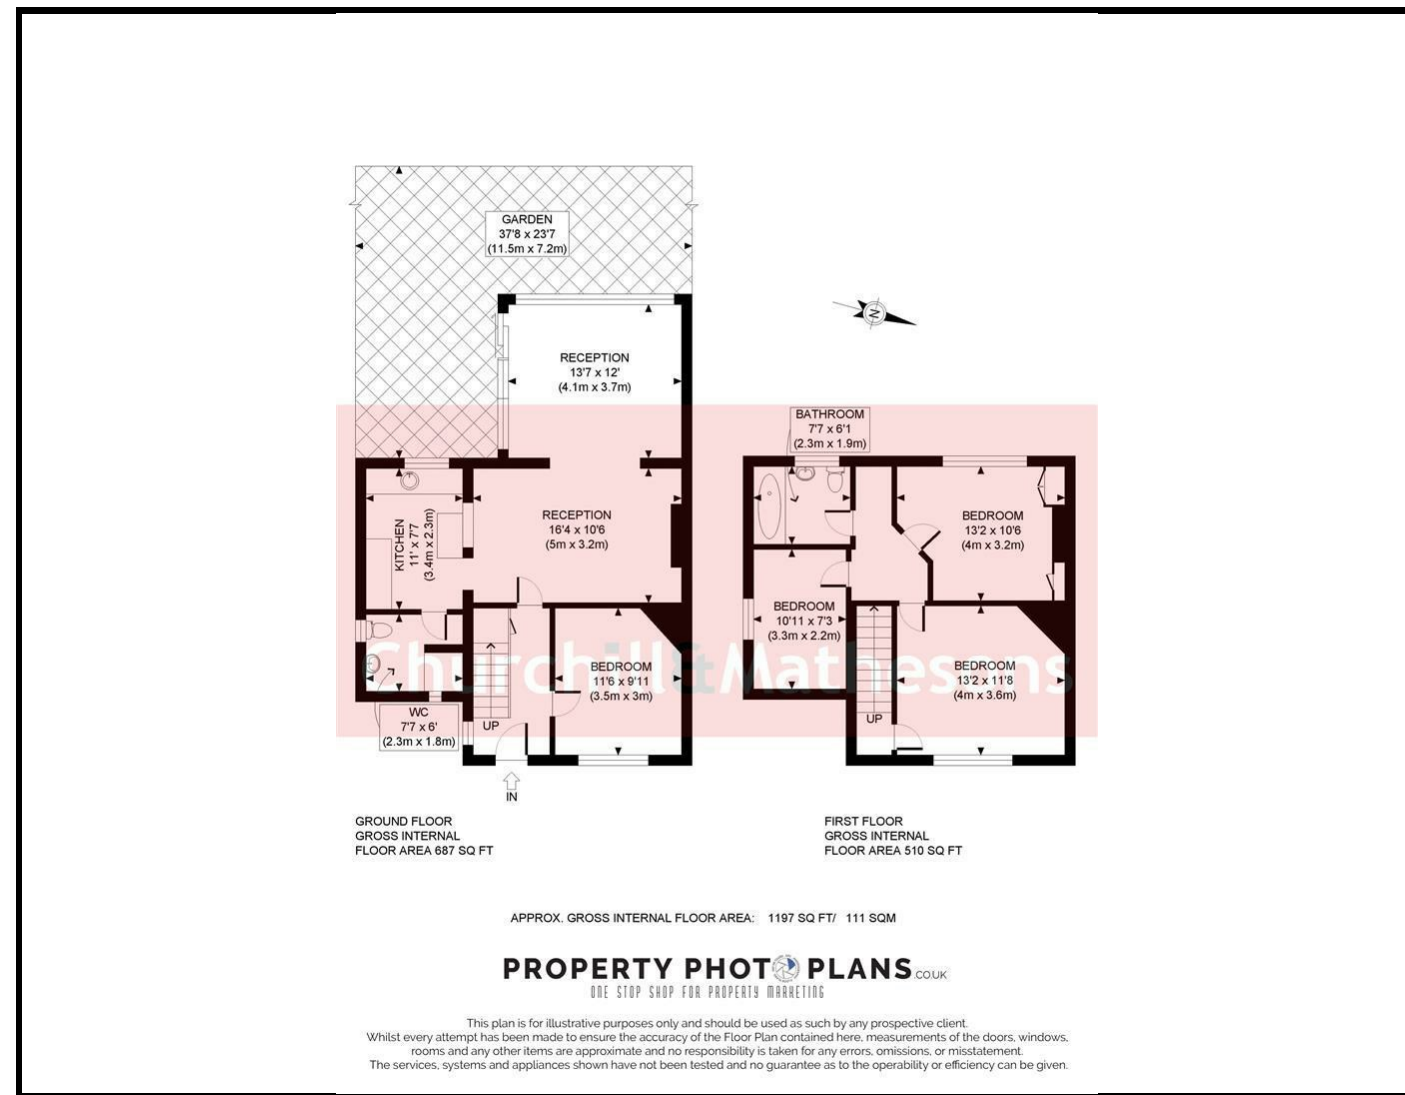 GARDEN
37'8 x 23'7
(11.5m x 7.2m)
RECEPTION
13'7 x 12'
(4.1m x 3.7m)
N
BATHROOM
7'7 x 6'1
(2.3m x 1.9m)
KITCHEN
11' x 7'7
(3.4m x 2.3m)
RECEPTION
16'4 x 10'6
(5m x 3.2m)
BEDROOM
13'2 x 10'6
(4m x 3.2m)
BEDROOM
10'11 x 7'3
(3.3m x 2.2m)
Churchill&Mathesons
BEDROOM
11'6 x 9'11
(3.5m x 3m)
BEDROOM
13'2 x 11'8
(4m x 3.6m)
WC
7'7 x 6'
(2.3m x 1.8m)
UP
UP
IN
GROUND FLOOR
GROSS INTERNAL
FLOOR AREA 687 SQ FT
FIRST FLOOR
GROSS INTERNAL
FLOOR AREA 510 SQ FT
APPROX. GROSS INTERNAL FLOOR AREA: 1197 SQ FT/ 111 SQM
PROPERTY PHOTO PLANS.CO.UK
ONE STOP SHOP FOR PROPERTY MARKETING
This plan is for illustrative purposes only and should be used as such by any prospective client.
Whilst every attempt has been made to ensure the accuracy of the Floor Plan contained here, measurements of the doors, windows,
rooms and any other items are approximate and no responsibility is taken for any errors, omissions, or misstatement.
The services, systems and appliances shown have not been tested and no guarantee as to the operability or efficiency can be given.